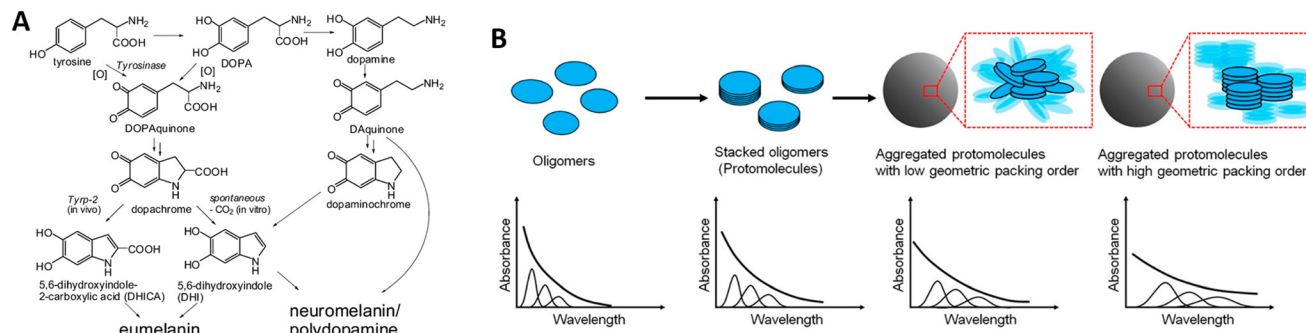 A
NH₂
COOH
HO
tyrosine
HO
HO
NH₂
COOH
DOPA
HO
HO
NH₂
dopamine
[O]
Tyrosinase
[O]
O
O
NH₂
COOH
DOPAquinone
O
O
NH₂
DAquinone
O
O
COOH
N
H
dopachrome
O
O
N
H
dopaminochrome
Tyrp-2
(in vivo)
spontaneous
- CO₂ (in vitro)
HO
HO
COOH
N
H
5,6-dihydroxyindole-
2-carboxylic acid (DHICA)
HO
HO
N
H
5,6-dihydroxyindole
(DHI)
eumelanin
neuromelanin/
polydopamine
B
Oligomers
Stacked oligomers
(Protomolecules)
Aggregated protomolecules
with low geometric packing order
Aggregated protomolecules
with high geometric packing order
Absorbance
Wavelength
Absorbance
Wavelength
Absorbance
Wavelength
Absorbance
Wavelength